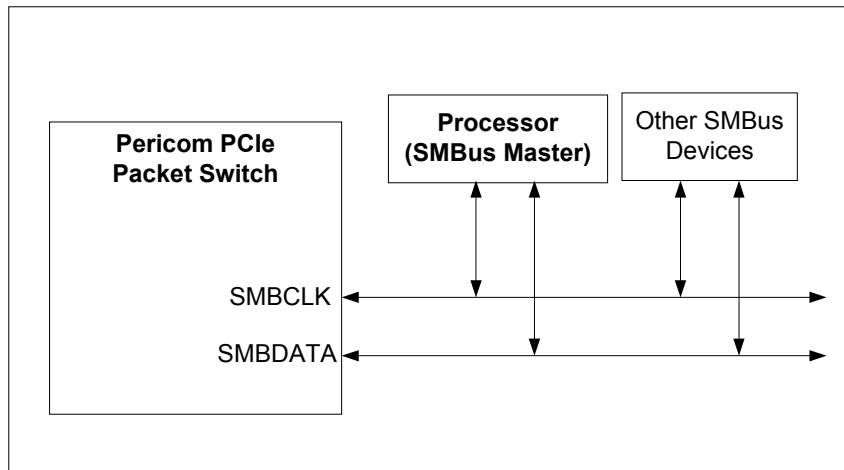 Pericom PCIe
Packet Switch
Processor
(SMBus Master)
Other SMBus
Devices
SMBCLK
SMBDATA